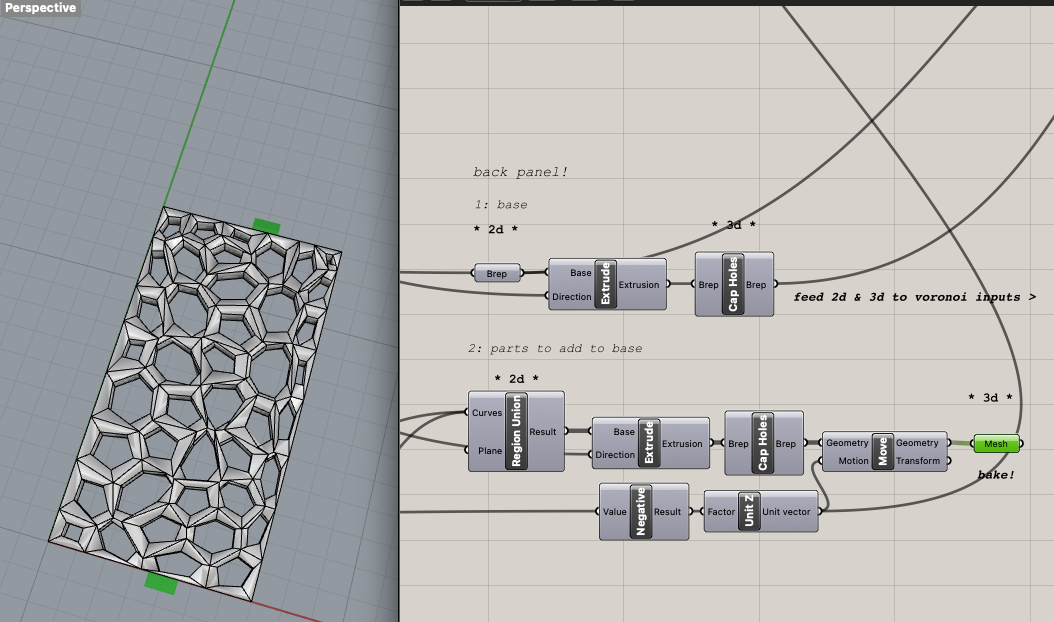 Perspective
back panel!
1: base
* 2d *
* 3d *
Brep
Base
Direction
Extrude
Extrusion
Brep
Cap Holes
Brep
feed 2d & 3d to voronoi inputs >
2: parts to add to base
* 2d *
* 3d *
Curves
Plane
Region Union
Result
Base
Direction
Extrude
Extrusion
Brep
Cap Holes
Brep
Geometry
Motion
Move
Geometry
Transform
Mesh
bake!
Value
Negative
Result
Factor
Unit Z
Unit vector